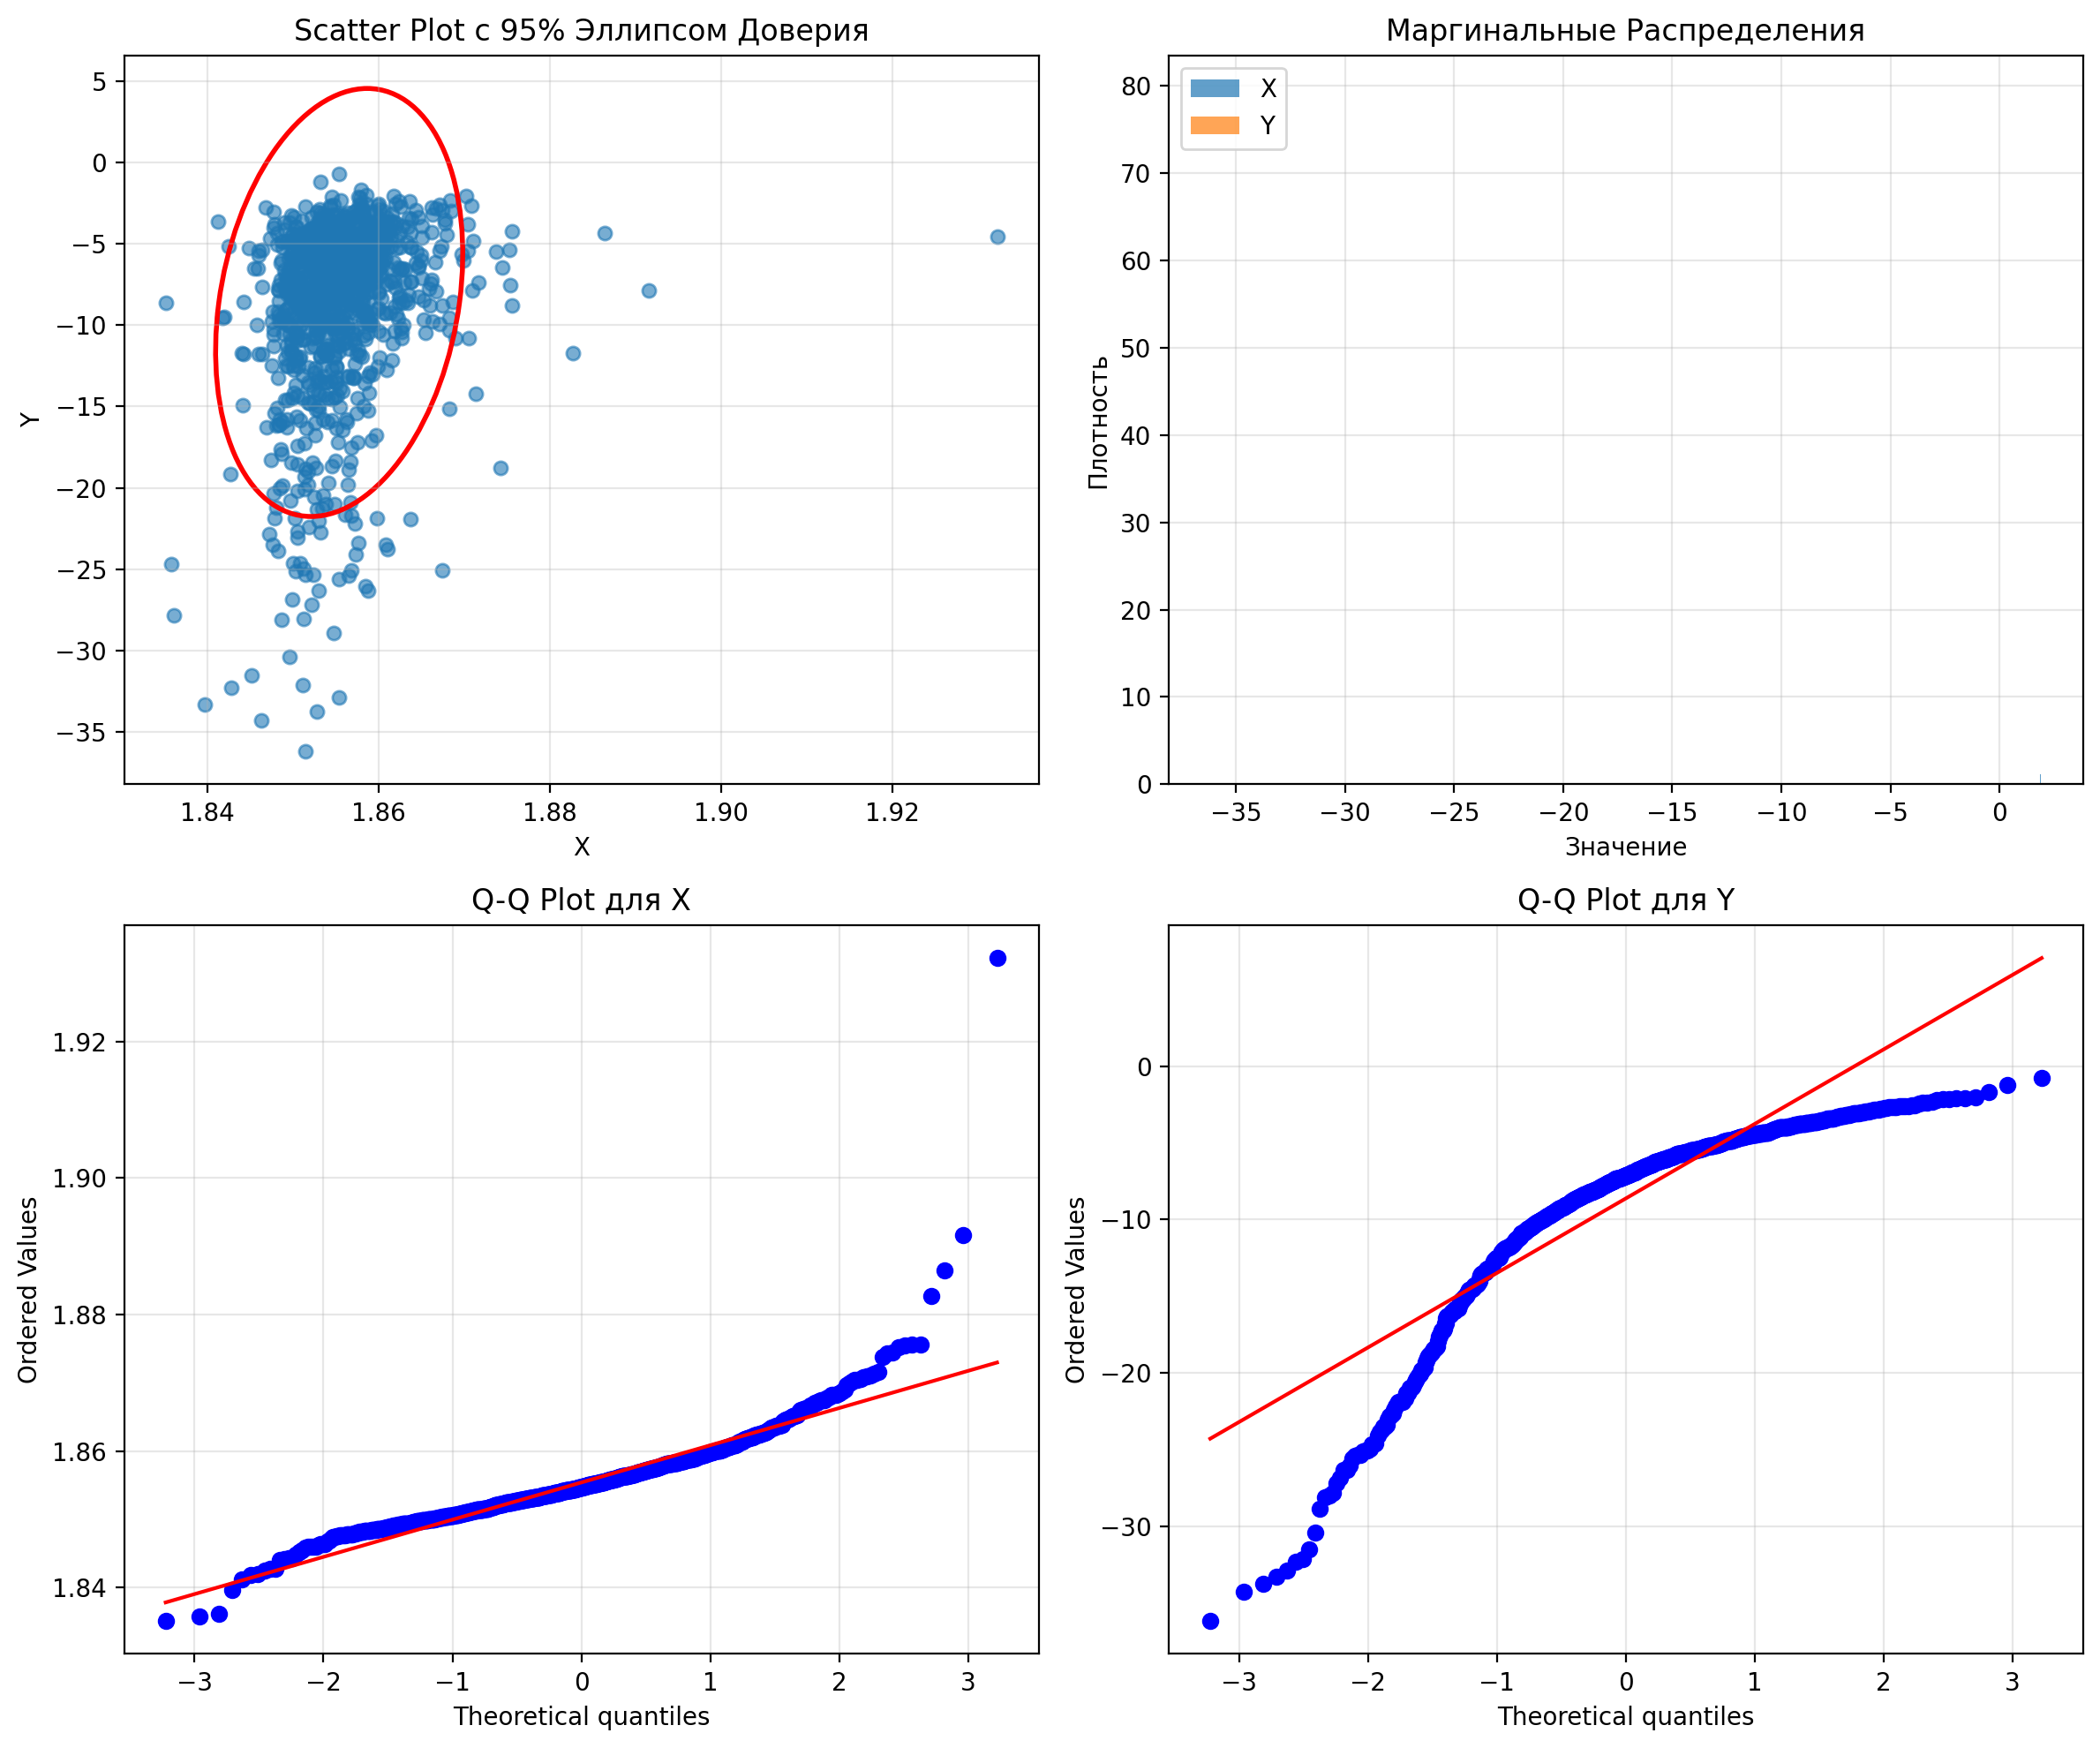 Scatter Plot с 95% Эллипсом Доверия
5
0
−5
−10
−15
−20
−25
−30
−35
Y
1.84 1.86 1.88 1.90 1.92
X
Маргинальные Распределения
X
Y
80
70
60
50
40
30
20
10
0
Плотность
−35 −30 −25 −20 −15 −10 −5 0
Значение
Q-Q Plot для X
1.92
1.90
1.88
1.86
1.84
Ordered Values
−3 −2 −1 0 1 2 3
Theoretical quantiles
Q-Q Plot для Y
0
−10
−20
−30
Ordered Values
−3 −2 −1 0 1 2 3
Theoretical quantiles